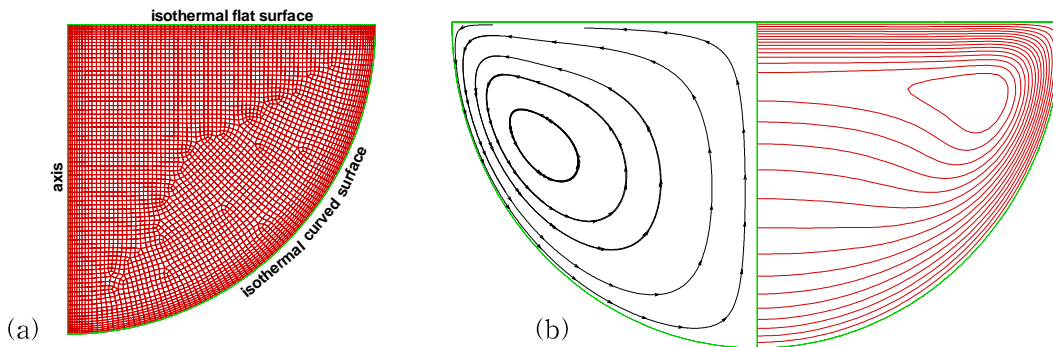 isothermal flat surface
axis
isothermal curved surface
(a)
(b)